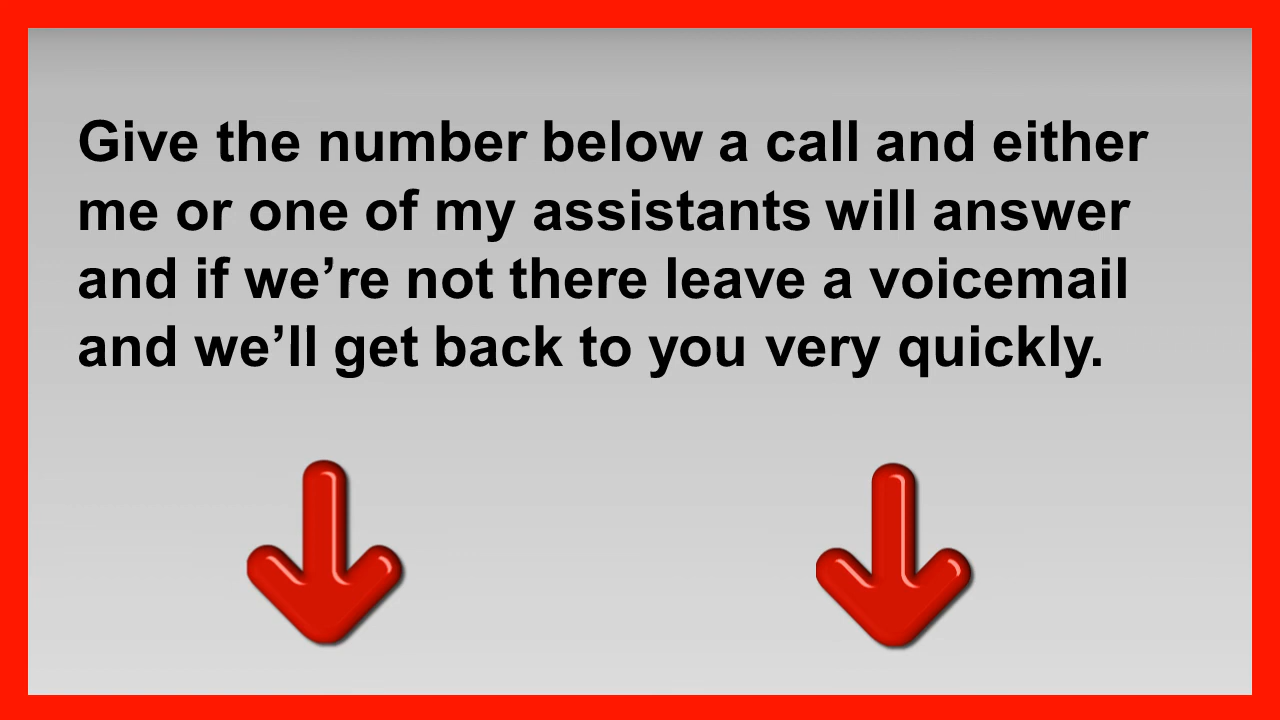 Give the number below a call and either
me or one of my assistants will answer
and if we’re not there leave a voicemail
and we’ll get back to you very quickly.